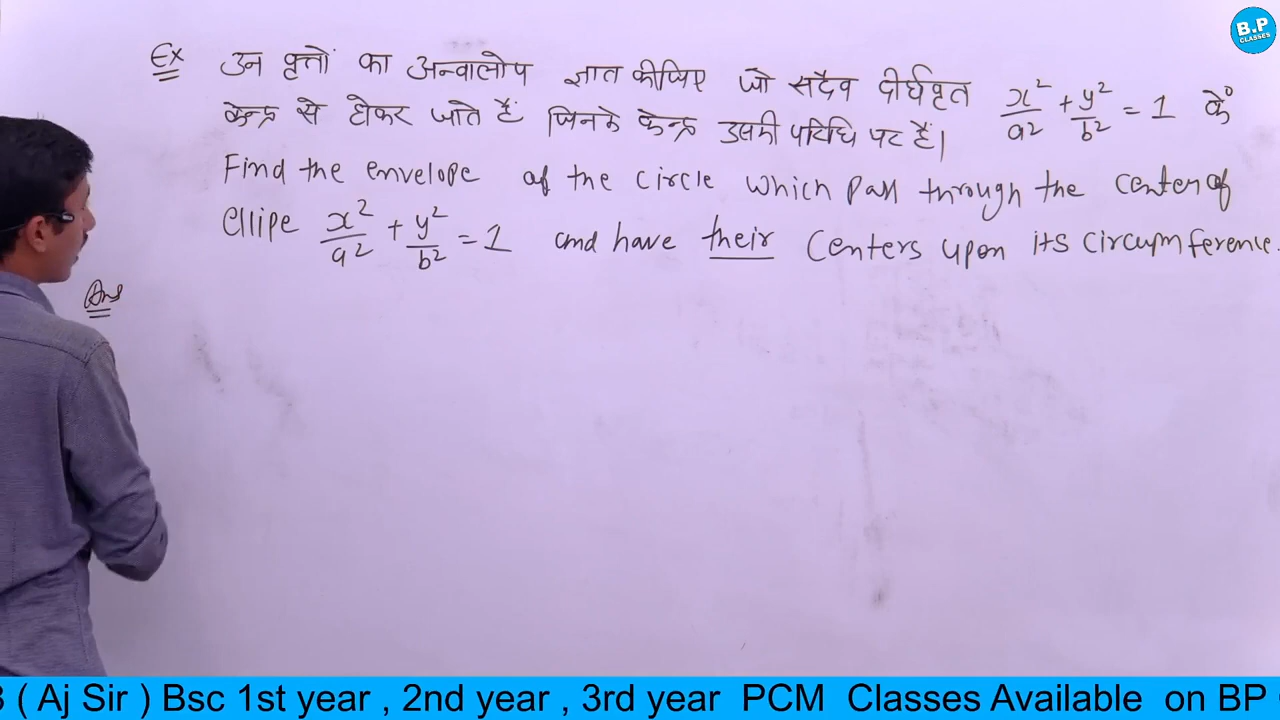 B.P
CLASSES
Ex उन वृत्तों का अन्वालोप ज्ञात कीजिए जो सदैव दीर्घवृत x²/a² + y²/b² = 1 के
केन्द्र से होकर जाते हैं जिनके केन्द्र उसकी परिधि पर हैं।
Find the envelope of the circle which pass through the center of
ellipe x²/a² + y²/b² = 1 and have their centers upon its circumference.
Ans
( Aj Sir ) Bsc 1st year , 2nd year , 3rd year PCM Classes Available on BP